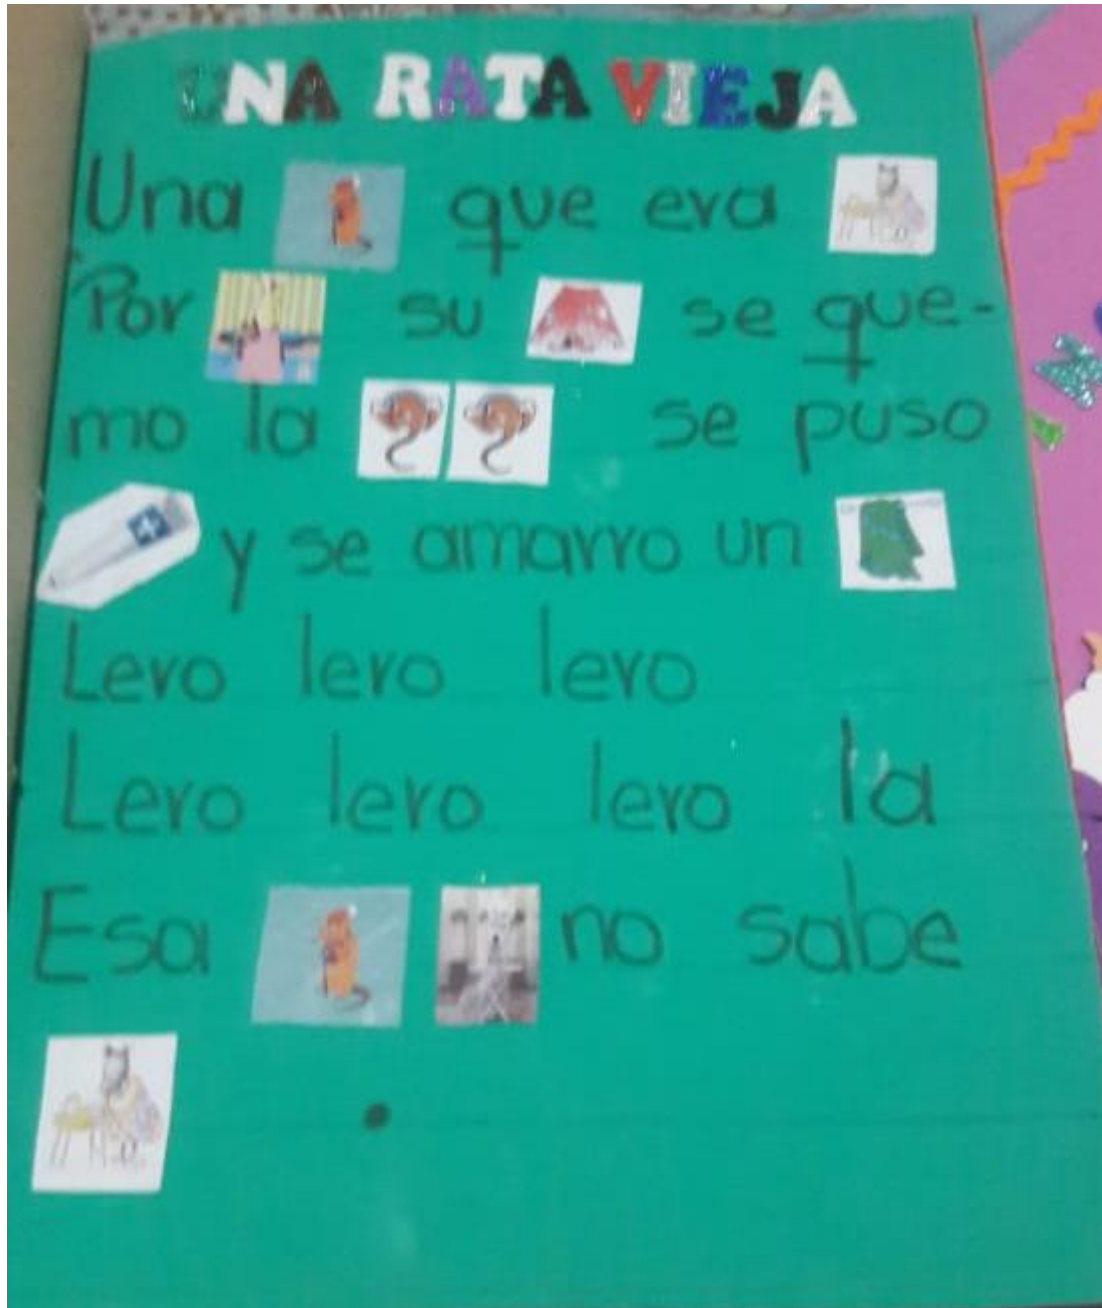 UNA RATA VIEJA
Una que era
Por su se que-
mo la se puso
y se amarro un
Lero lero lero
Lero lero lero la
Esa no sabe
.